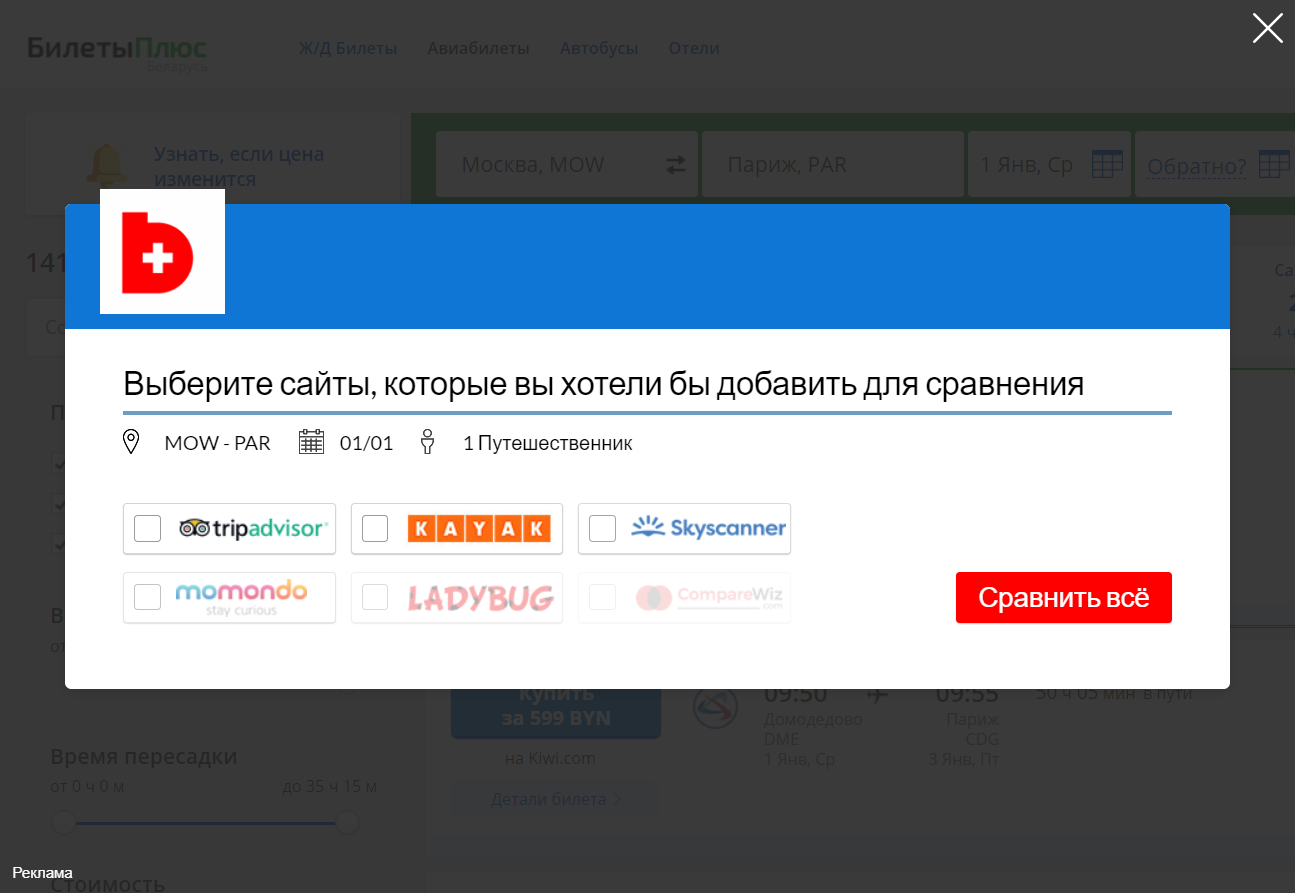 БилетыПлюс
Беларусь
Ж/Д Билеты Авиабилеты Автобусы Отели
Узнать, если цена
изменится
Москва, MOW
Париж, PAR
1 Янв, Ср
Обратно?
141
Выберите сайты, которые вы хотели бы добавить для сравнения
MOW - PAR 01/01 1 Путешественник
tripadvisor KAYAK Skyscanner
momondo
stay curious
LADYBUG
CompareWiz
.com
Сравнить всё
от
Купить
за 599 BYN
на Kiwi.com
Детали билета >
09:50
Домодедово
DME
1 Янв, Ср
09:55
Париж
CDG
3 Янв, Пт
50 ч 05 мин в пути
Время пересадки
от 0 ч 0 м до 35 ч 15 м
Реклама
Стоимость